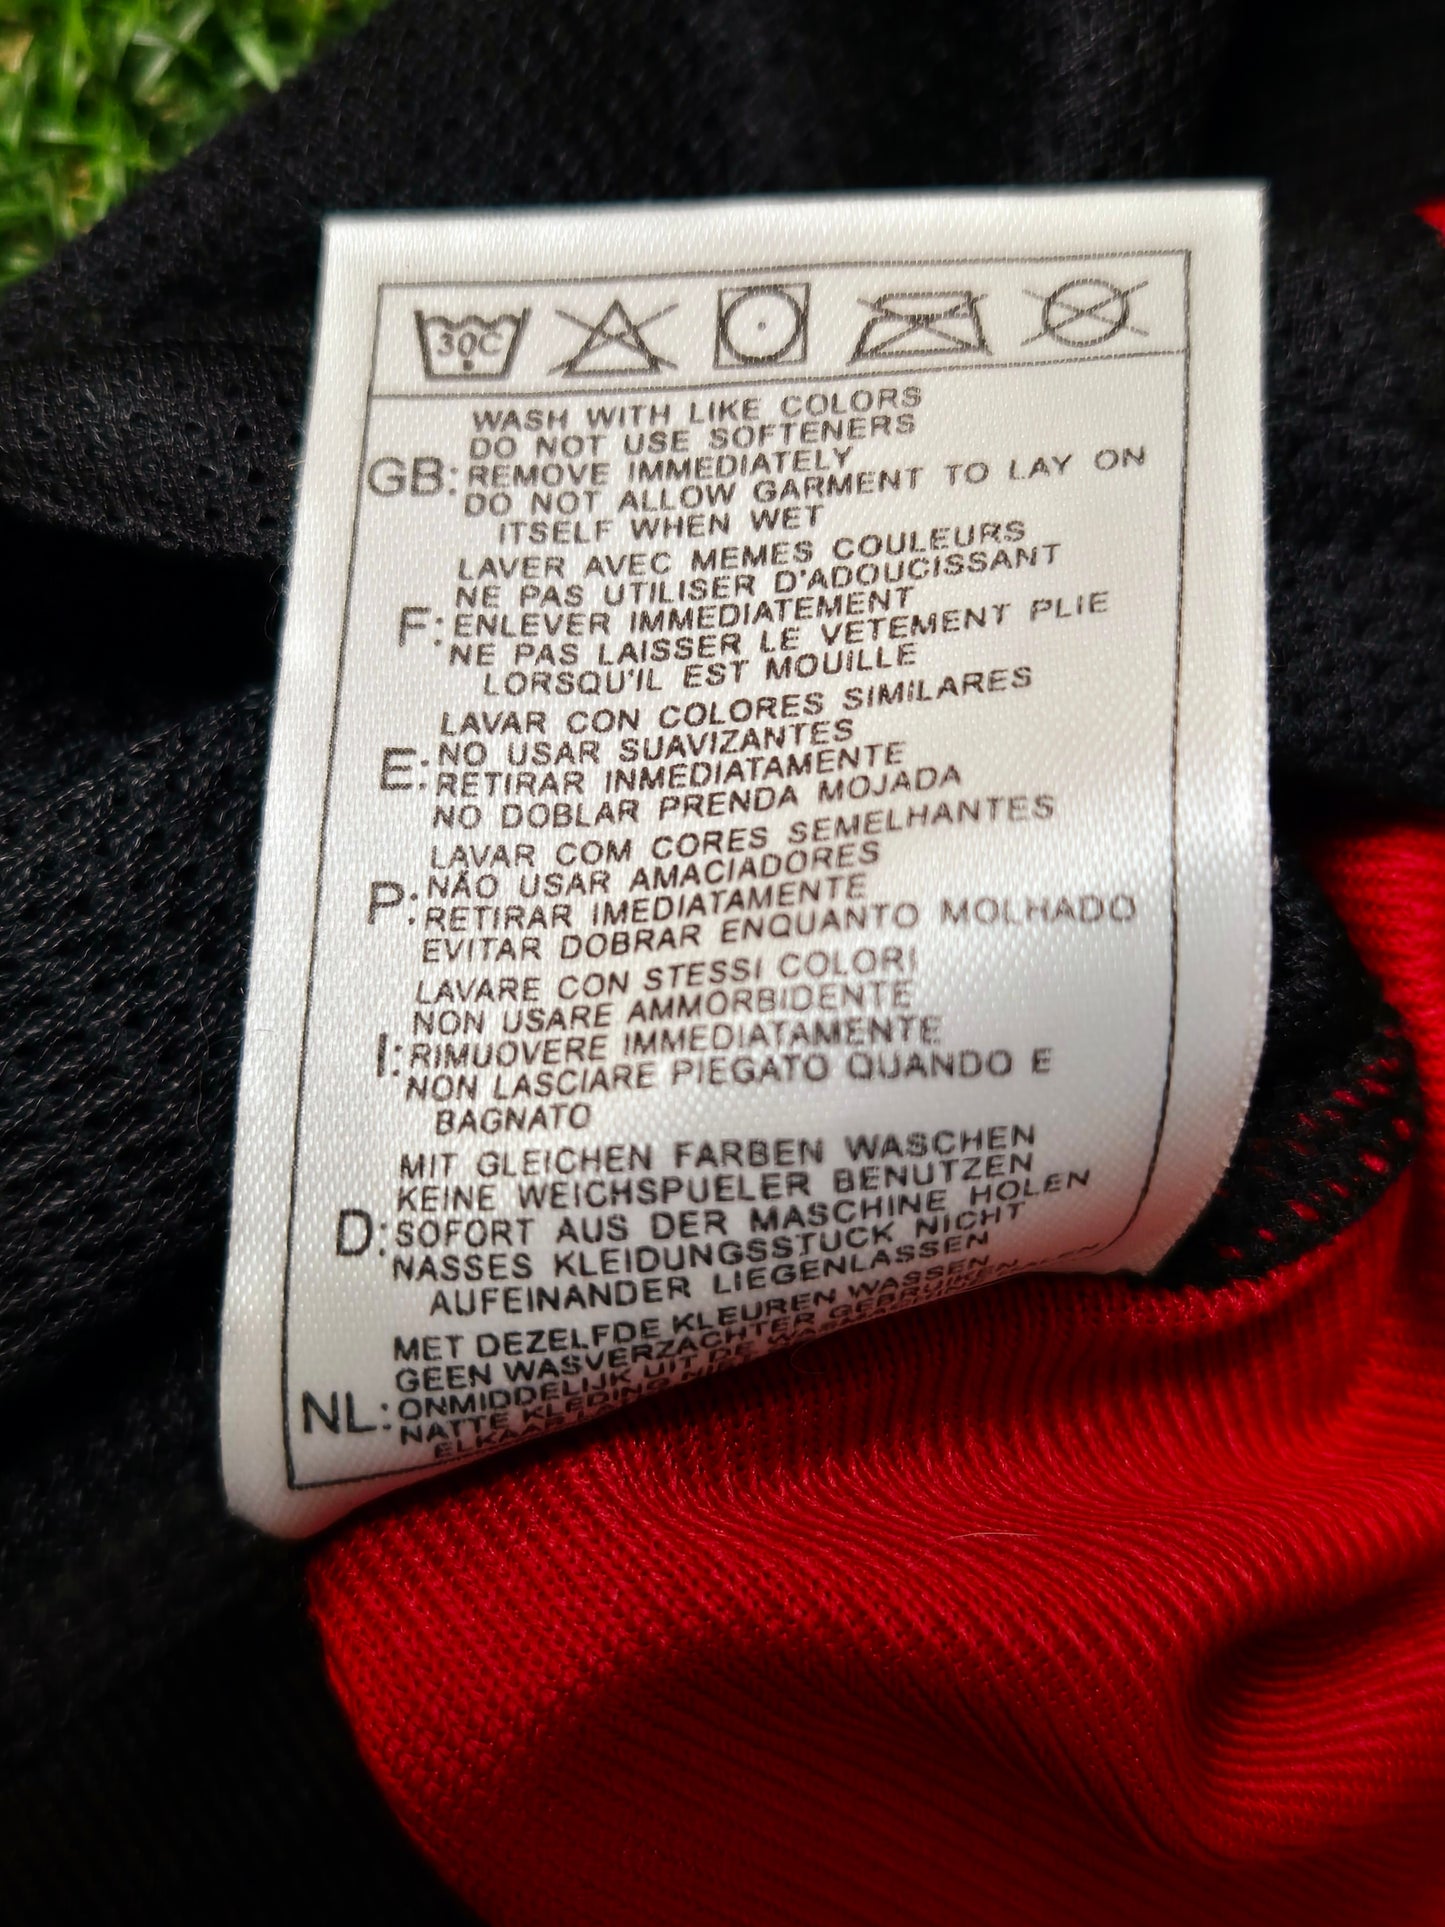 30C
WASH WITH LIKE COLORS
DO NOT USE SOFTENERS
GB: REMOVE IMMEDIATELY
DO NOT ALLOW GARMENT TO LAY ON
ITSELF WHEN WET
LAVER AVEC MEMES COULEURS
NE PAS UTILISER D'ADOUCISSANT
F: ENLEVER IMMEDIATEMENT
NE PAS LAISSER LE VETEMENT PLIE
LORSQU'IL EST MOUILLE
LAVAR CON COLORES SIMILARES
E: NO USAR SUAVIZANTES
RETIRAR INMEDIATAMENTE
NO DOBLAR PRENDA MOJADA
LAVAR COM CORES SEMELHANTES
P: NÃO USAR AMACIADORES
RETIRAR IMEDIATAMENTE
EVITAR DOBRAR ENQUANTO MOLHADO
LAVARE CON STESSI COLORI
NON USARE AMMORBIDENTE
I: RIMUOVERE IMMEDIATAMENTE
NON LASCIARE PIEGATO QUANDO E
BAGNATO
MIT GLEICHEN FARBEN WASCHEN
KEINE WEICHSPUELER BENUTZEN
D: SOFORT AUS DER MASCHINE HOLEN
NASSES KLEIDUNGSSTUCK NICHT
AUFEINANDER LIEGENLASSEN
MET DEZELFDE KLEUREN WASSEN
GEEN WASVERZACHTER GEBRUIKEN
NL: ONMIDDELIJK UIT DE
NATTE KLEDING